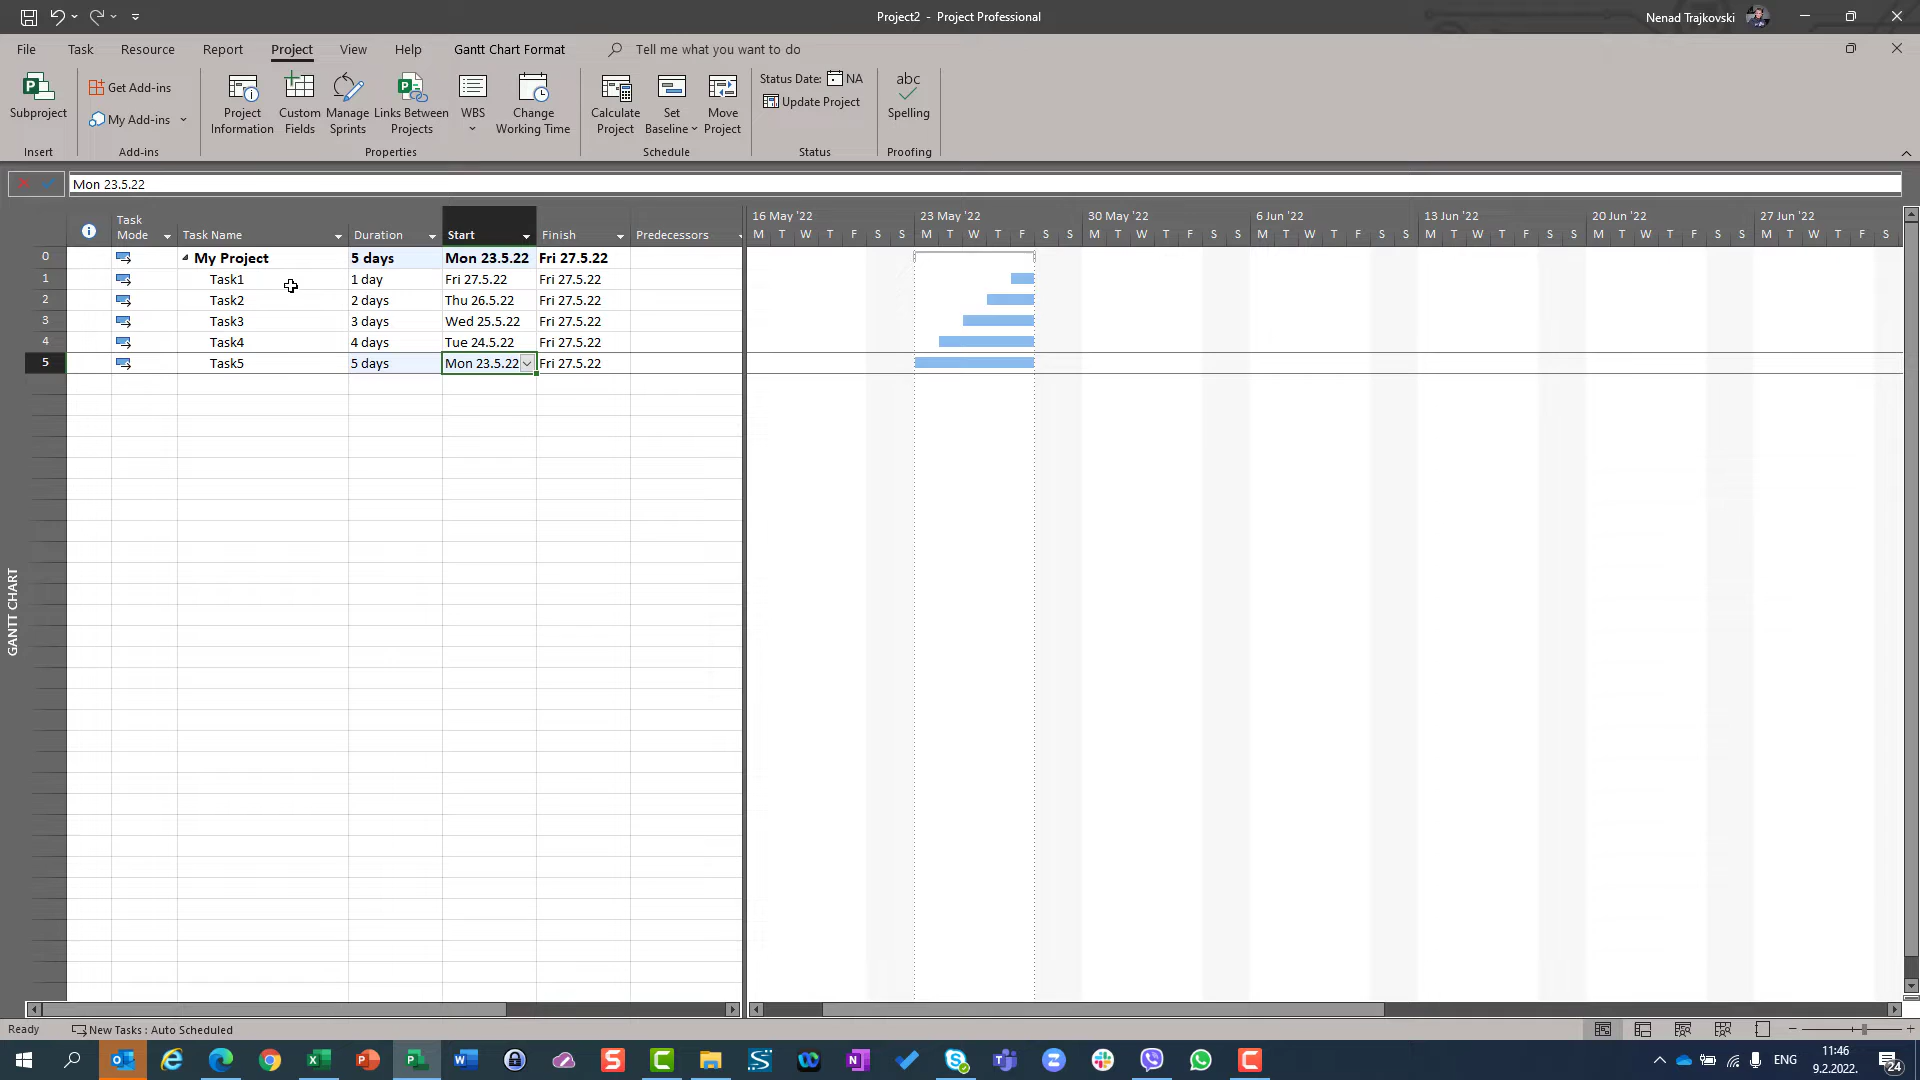 Project2 - Project Professional
Nenad Trajkovski
File Task Resource Report Project View Help Gantt Chart Format Tell me what you want to do
Subproject
Insert
Get Add-ins
My Add-ins
Add-ins
Project Information
Custom Fields
Manage Sprints
Links Between Projects
WBS
Change Working Time
Properties
Calculate Project
Set Baseline
Move Project
Schedule
Status Date: NA
Update Project
Status
abc
Spelling
Proofing
Mon 23.5.22
Task Mode Task Name Duration Start Finish Predecessors
16 May '22 23 May '22 30 May '22 6 Jun '22 13 Jun '22 20 Jun '22 27 Jun '22
M T W T F S S M T W T F S S M T W T F S S M T W T F S S M T W T F S S M T W T F S S M T W T F S
0 My Project 5 days Mon 23.5.22 Fri 27.5.22
1 Task1 1 day Fri 27.5.22 Fri 27.5.22
2 Task2 2 days Thu 26.5.22 Fri 27.5.22
3 Task3 3 days Wed 25.5.22 Fri 27.5.22
4 Task4 4 days Tue 24.5.22 Fri 27.5.22
5 Task5 5 days Mon 23.5.22 Fri 27.5.22
GANTT CHART
Ready New Tasks : Auto Scheduled
ENG
11:46
9.2.2022.
24